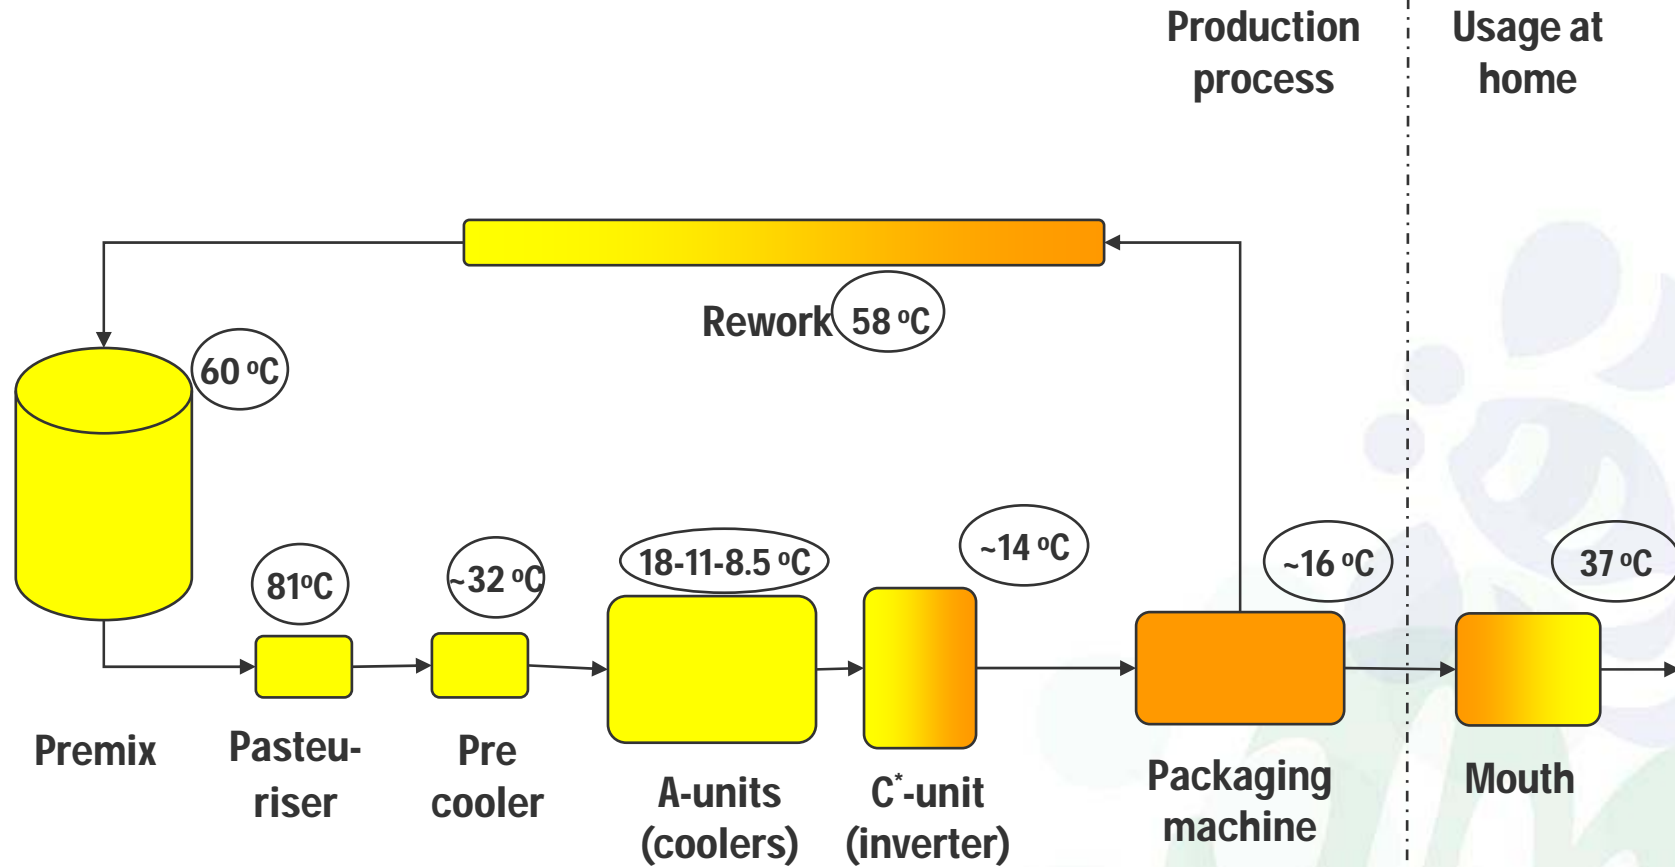 Production
process
Usage at
home
Rework
58 ºC
60 ºC
81ºC
~32 ºC
18-11-8.5 ºC
~14 ºC
~16 ºC
37 ºC
Premix
Pasteu-
riser
Pre
cooler
A-units
(coolers)
C*-unit
(inverter)
Packaging
machine
Mouth